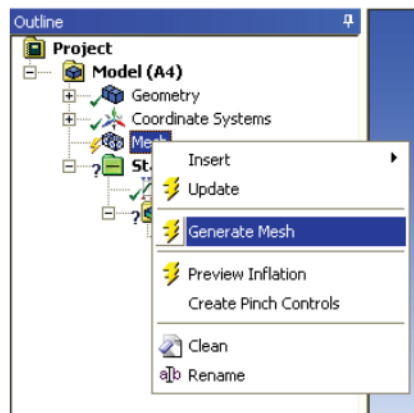 Outline
Project
Model (A4)
Geometry
Coordinate Systems
Mesh
Insert
Update
Generate Mesh
Preview Inflation
Create Pinch Controls
Clean
Rename